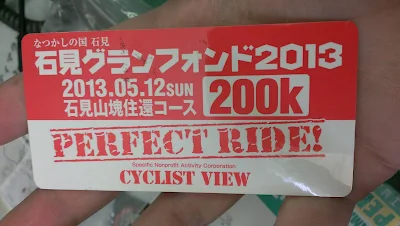 なつかしの国 石見
石見グランフォンド2013
2013.05.12SUN
石見山塊住還コース
200k
PERFECT RIDE!
Specific Nonprofit Activity Corporation
CYCLIST VIEW